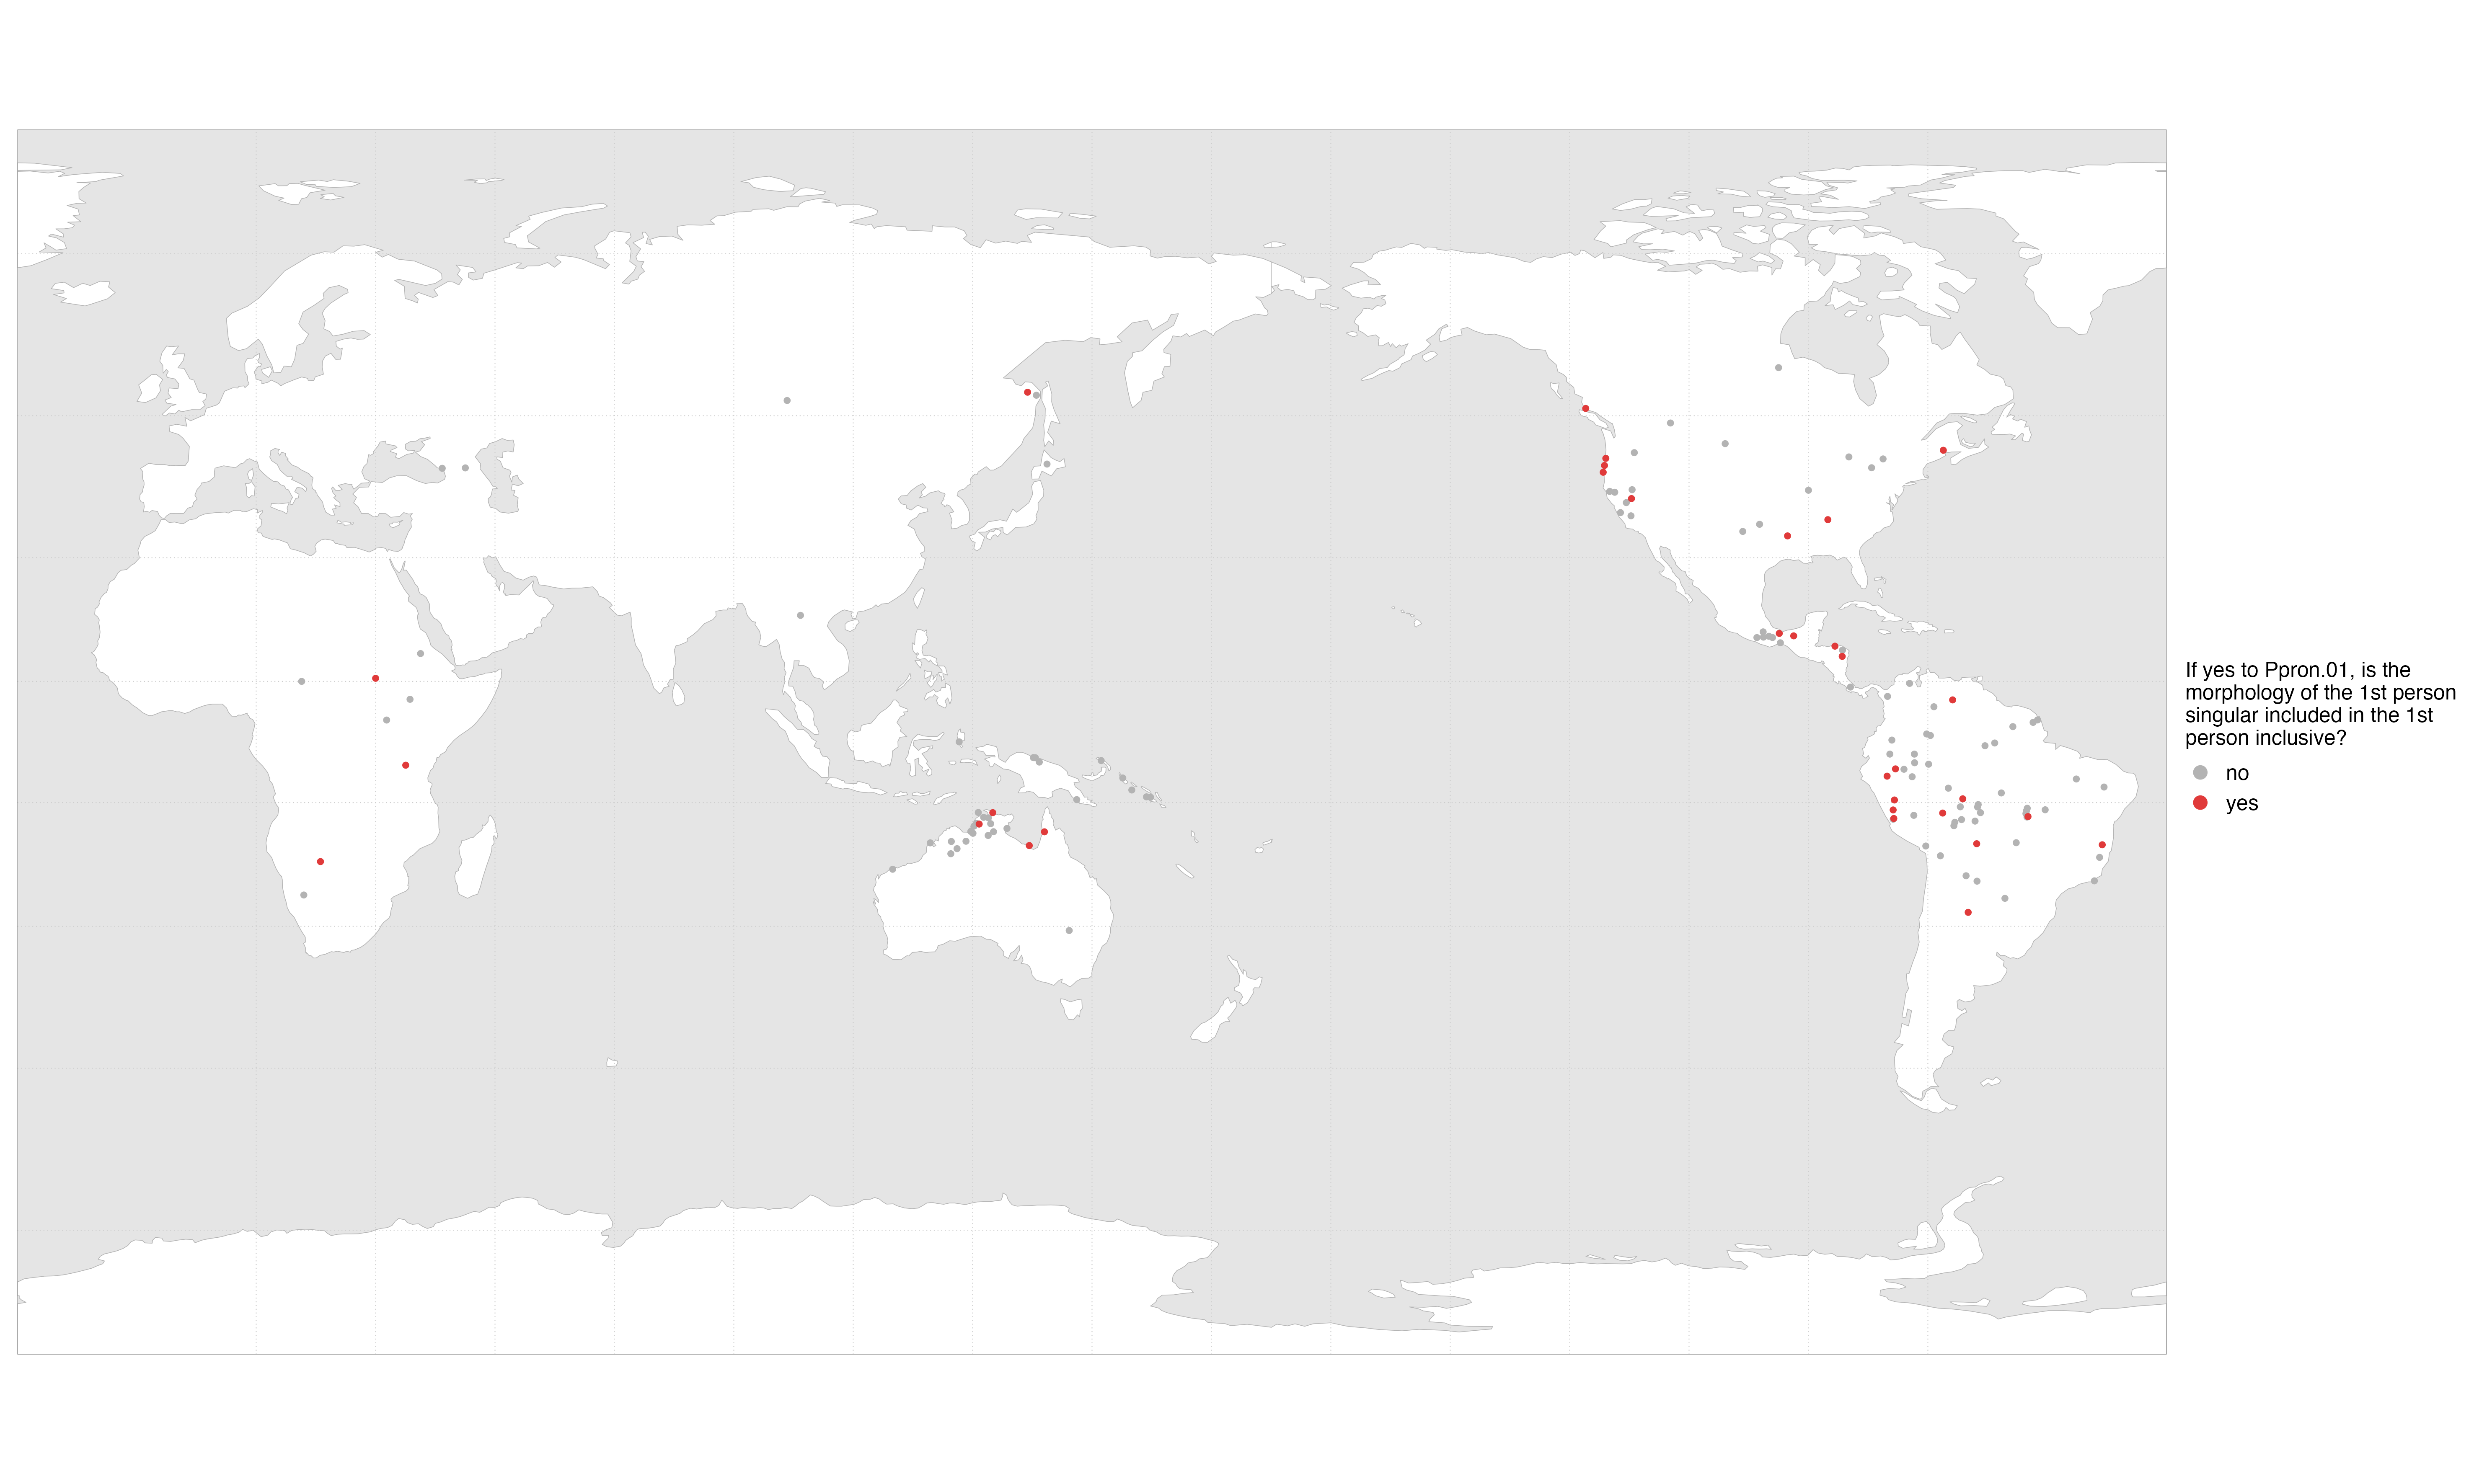 If yes to Ppron.01, is the
morphology of the 1st person
singular included in the 1st
person inclusive?
no
yes